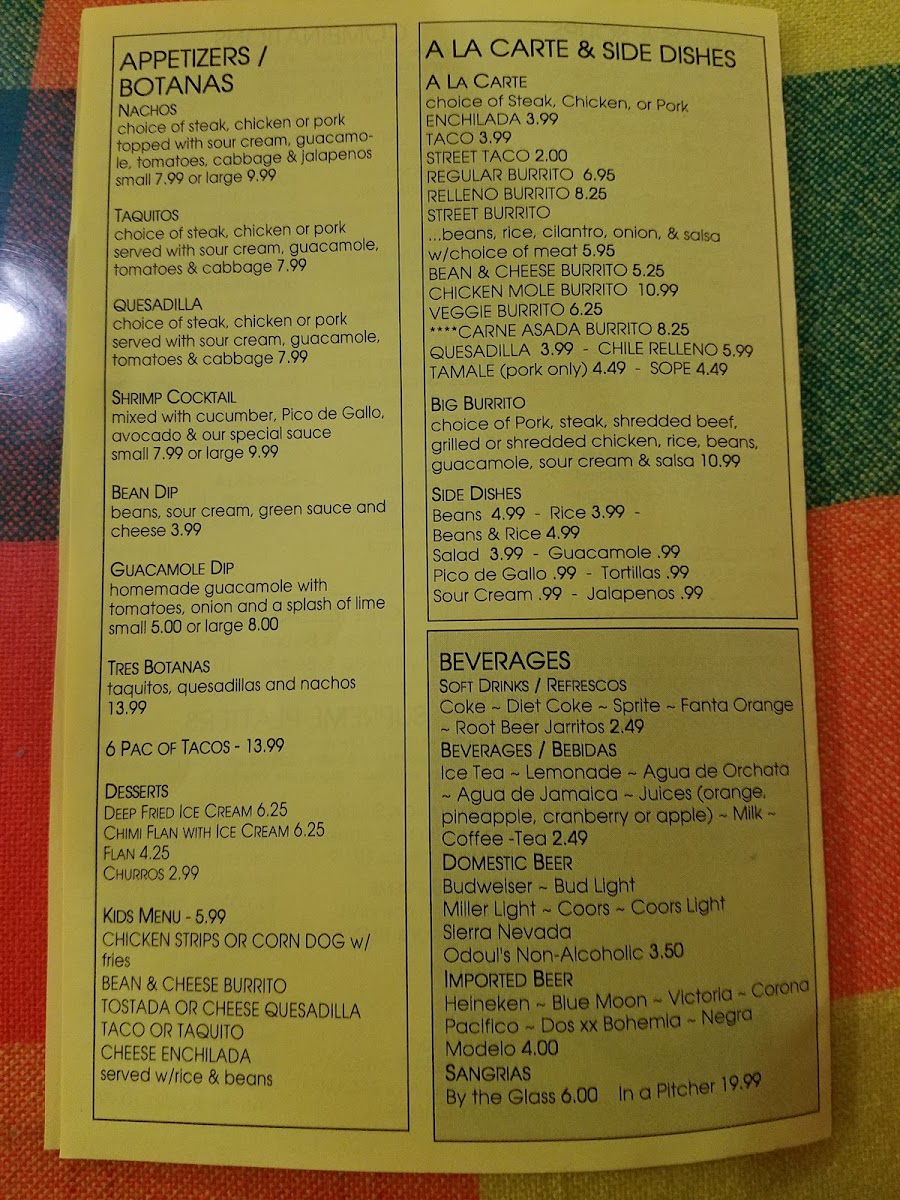 APPETIZERS /
BOTANAS
NACHOS
choice of steak, chicken or pork
topped with sour cream, guacamo-
le, tomatoes, cabbage & jalapenos
small 7.99 or large 9.99
TAQUITOS
choice of steak, chicken or pork
served with sour cream, guacamole,
tomatoes & cabbage 7.99
QUESADILLA
choice of steak, chicken or pork
served with sour cream, guacamole,
tomatoes & cabbage 7.99
SHRIMP COCKTAIL
mixed with cucumber, Pico de Gallo,
avocado & our special sauce
small 7.99 or large 9.99
BEAN DIP
beans, sour cream, green sauce and
cheese 3.99
GUACAMOLE DIP
homemade guacamole with
tomatoes, onion and a splash of lime
small 5.00 or large 8.00
TRES BOTANAS
taquitos, quesadillas and nachos
13.99
6 PAC OF TACOS - 13.99
DESSERTS
DEEP FRIED ICE CREAM 6.25
CHIMI FLAN WITH ICE CREAM 6.25
FLAN 4.25
CHURROS 2.99
KIDS MENU - 5.99
CHICKEN STRIPS OR CORN DOG w/
fries
BEAN & CHEESE BURRITO
TOSTADA OR CHEESE QUESADILLA
TACO OR TAQUITO
CHEESE ENCHILADA
served w/rice & beans
A LA CARTE & SIDE DISHES
A LA CARTE
choice of Steak, Chicken, or Pork
ENCHILADA 3.99
TACO 3.99
STREET TACO 2.00
REGULAR BURRITO 6.95
RELLENO BURRITO 8.25
STREET BURRITO
...beans, rice, cilantro, onion, & salsa
w/choice of meat 5.95
BEAN & CHEESE BURRITO 5.25
CHICKEN MOLE BURRITO 10.99
VEGGIE BURRITO 6.25
****CARNE ASADA BURRITO 8.25
QUESADILLA 3.99 - CHILE RELLENO 5.99
TAMALE (pork only) 4.49 - SOPE 4.49
BIG BURRITO
choice of Pork, steak, shredded beef,
grilled or shredded chicken, rice, beans,
guacamole, sour cream & salsa 10.99
SIDE DISHES
Beans 4.99 - Rice 3.99 -
Beans & Rice 4.99
Salad 3.99 - Guacamole .99
Pico de Gallo .99 - Tortillas .99
Sour Cream .99 - Jalapenos .99
BEVERAGES
SOFT DRINKS / REFRESCOS
Coke ~ Diet Coke ~ Sprite ~ Fanta Orange
~ Root Beer Jarritos 2.49
BEVERAGES / BEBIDAS
Ice Tea ~ Lemonade ~ Agua de Orchata
~ Agua de Jamaica ~ Juices (orange,
pineapple, cranberry or apple) ~ Milk ~
Coffee -Tea 2.49
DOMESTIC BEER
Budweiser ~ Bud Light
Miller Light ~ Coors ~ Coors Light
Sierra Nevada
Odoul's Non-Alcoholic 3.50
IMPORTED BEER
Heineken ~ Blue Moon ~ Victoria ~ Corona
Pacifico ~ Dos xx Bohemia ~ Negra
Modelo 4.00
SANGRIAS
By the Glass 6.00 In a Pitcher 19.99